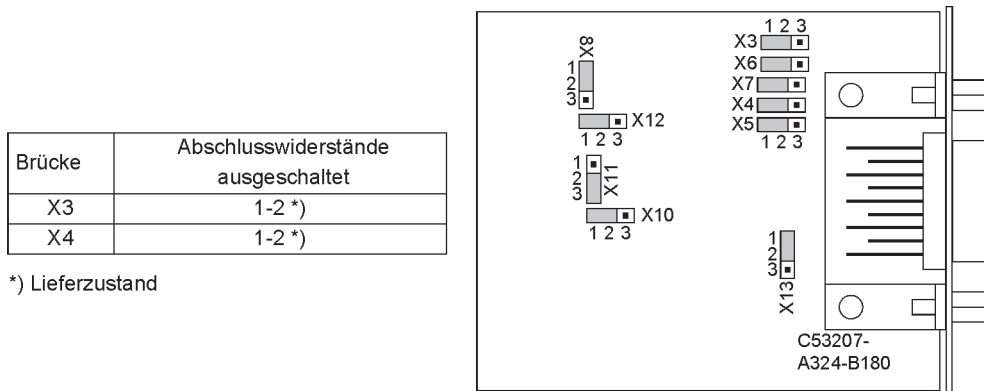 Brücke
Abschlusswiderstände
ausgeschaltet
X3
1-2 *)
X4
1-2 *)
*) Lieferzustand
X8
1
2
3
X12
1 2 3
1
2
3
X11
X10
1 2 3
1 2 3
X3
X6
X7
X4
X5
1 2 3
1
2
3
X13
C53207-
A324-B180